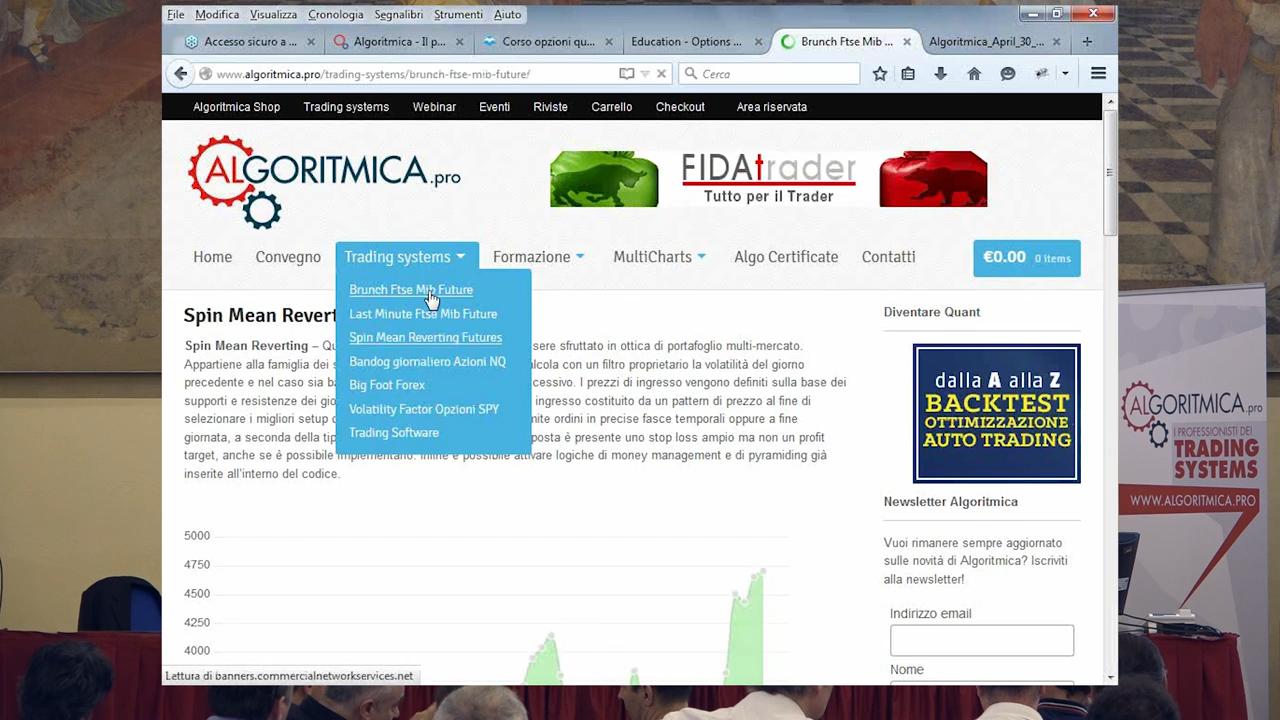 File Modifica Visualizza Cronologia Segnalibri Strumenti Aiuto
Accesso sicuro a ... Algoritmica - Il p... Corso opzioni qu... Education - Options ... Brunch Ftse Mib ... Algoritmica_April_30_...
www.algoritmica.pro/trading-systems/brunch-ftse-mib-future/ Cerca
Algoritmica Shop Trading systems Webinar Eventi Riviste Carrello Checkout Area riservata
ALGORITMICA.pro
FIDAtrader
Tutto per il Trader
Home Convegno Trading systems Formazione MultiCharts Algo Certificate Contatti €0.00 0 items
Brunch Ftse Mib Future
Last Minute Ftse Mib Future
Spin Mean Reverting Futures
Bandog giornaliero Azioni NQ
Big Foot Forex
Volatility Factor Opzioni SPY
Trading Software
Spin Mean Revert
Spin Mean Reverting – Qu sere sfruttato in ottica di portafoglio multi-mercato.
Appartiene alla famiglia dei s calcola con un filtro proprietario la volatilità del giorno
precedente e nel caso sia ba cessivo. I prezzi di ingresso vengono definiti sulla base dei
supporti e resistenze dei gio ingresso costituito da un pattern di prezzo al fine di
selezionare i migliori setup d mite ordini in precise fasce temporali oppure a fine
giornata, a seconda della tip posta è presente uno stop loss ampio ma non un profit
target, anche se è possibile implementarlo. Inline è possibile attivare logiche di money management e di pyramiding già
inserite all'interno del codice.
5000
4750
4500
4250
4000
Diventare Quant
dalla A alla Z
BACKTEST
OTTIMIZZAZIONE
AUTO TRADING
Newsletter Algoritmica
Vuoi rimanere sempre aggiornato
sulle novità di Algoritmica? Iscriviti
alla newsletter!
Indirizzo email
Nome
Lettura di banners.commercialnetworkservices.net
ALGORITMICA.pro
I PROFESSIONISTI DEI
TRADING
SYSTEMS
WWW.ALGORITMICA.PRO